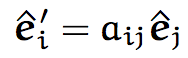 ê′ᵢ = aᵢⱼêⱼ